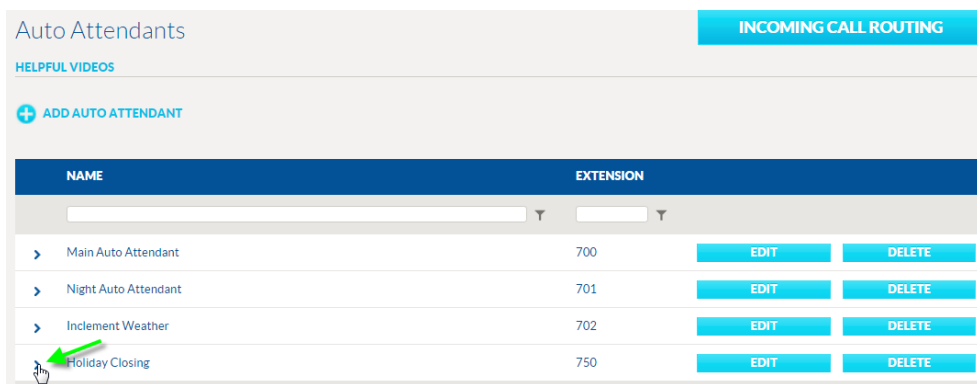 Auto Attendants
INCOMING CALL ROUTING
HELPFUL VIDEOS
ADD AUTO ATTENDANT
NAME EXTENSION
Main Auto Attendant 700 EDIT DELETE
Night Auto Attendant 701 EDIT DELETE
Inclement Weather 702 EDIT DELETE
Holiday Closing 750 EDIT DELETE